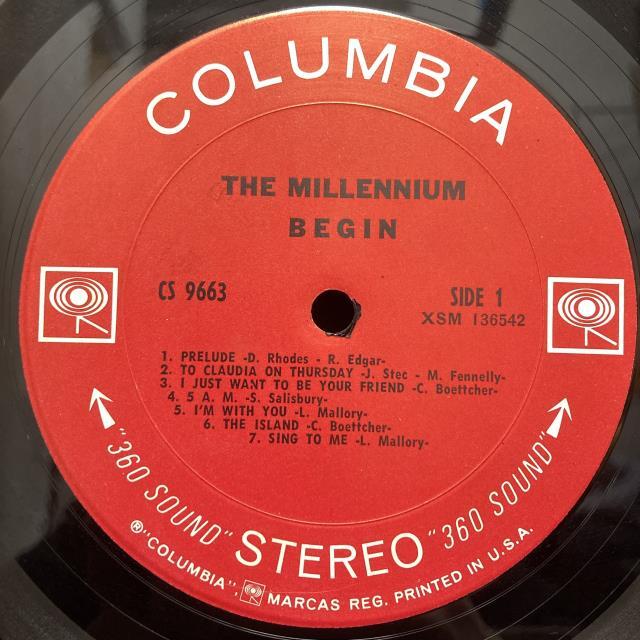 COLUMBIA
THE MILLENNIUM
BEGIN
CS 9663
SIDE 1
XSM 136542
1. PRELUDE -D. Rhodes - R. Edgar-
2. TO CLAUDIA ON THURSDAY -J. Stec - M. Fennelly-
3. I JUST WANT TO BE YOUR FRIEND -C. Boettcher-
4. 5 A. M. -S. Salisbury-
5. I'M WITH YOU -L. Mallory-
6. THE ISLAND -C. Boettcher-
7. SING TO ME -L. Mallory-
"360 SOUND" STEREO "360 SOUND"
® "COLUMBIA", MARCAS REG. PRINTED IN U.S.A.